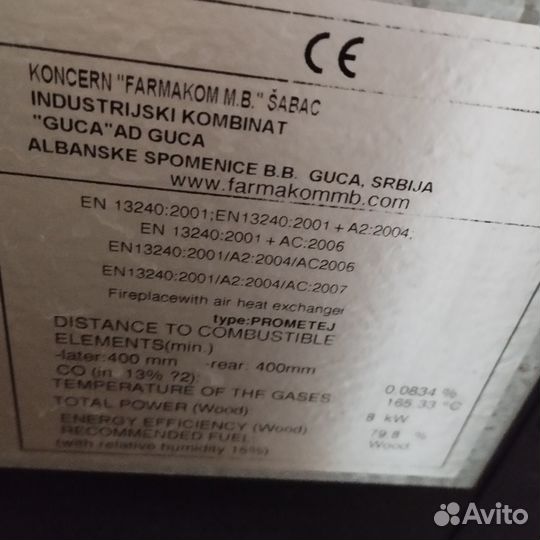 CE
KONCERN "FARMAKOM M.B." ŠABAC
INDUSTRIJSKI KOMBINAT
"GUCA"AD GUCA
ALBANSKE SPOMENICE B.B. GUCA, SRBIJA
www.farmakommb.com
EN 13240:2001;EN13240:2001 + A2:2004;
EN 13240:2001 + AC:2006
EN13240:2001/A2:2004/AC2006
EN13240:2001/A2:2004/AC:2007
Fireplacewith air heat exchanger
type:PROMETEJ
DISTANCE TO COMBUSTIBLE
ELEMENTS(min.)
-later:400 mm -rear: 400mm
CO (in 13% ?2): 0.0834 %
TEMPERATURE OF THE GASES 165.33 °C
TOTAL POWER (Wood) 8 kW
ENERGY EFFICIENCY (Wood) 79.8 %
RECOMMENDED FUEL: Wood
(with relative humidity 15%)
Avito